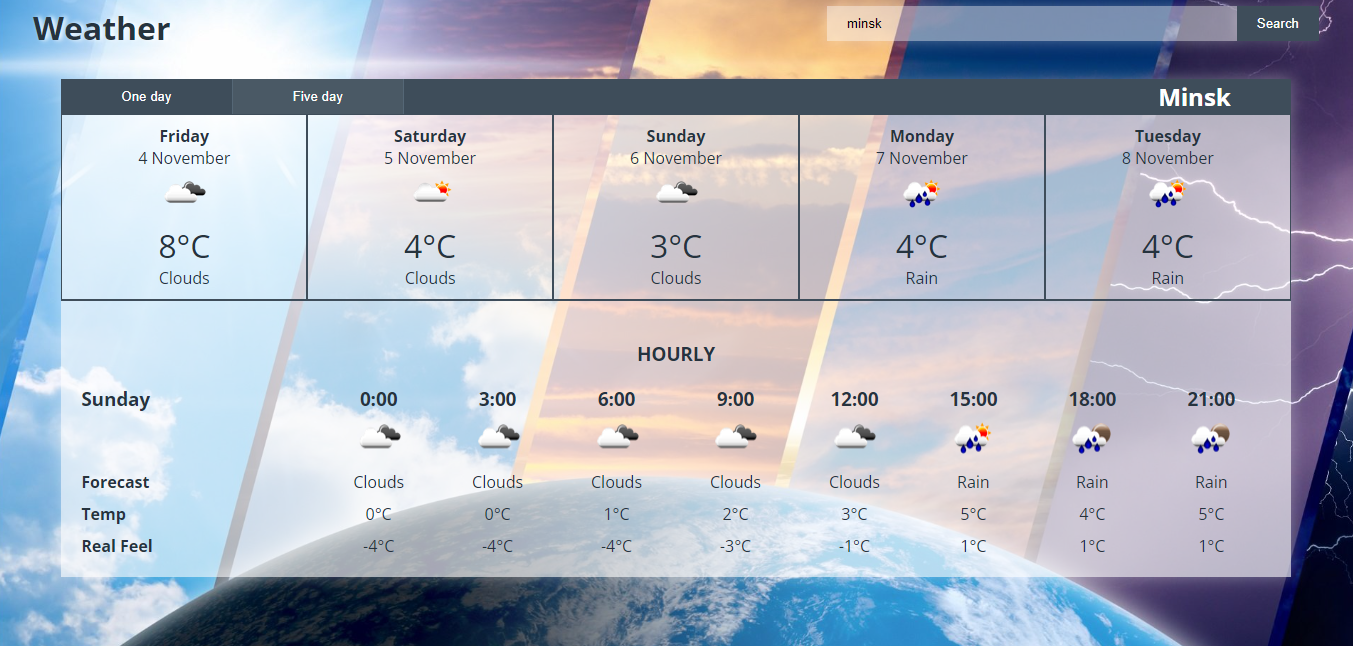 Weather
minsk Search
One day Five day Minsk
Friday Saturday Sunday Monday Tuesday
4 November 5 November 6 November 7 November 8 November
8°C 4°C 3°C 4°C 4°C
Clouds Clouds Clouds Rain Rain
HOURLY
Sunday 0:00 3:00 6:00 9:00 12:00 15:00 18:00 21:00
Forecast Clouds Clouds Clouds Clouds Clouds Rain Rain Rain
Temp 0°C 0°C 1°C 2°C 3°C 5°C 4°C 5°C
Real Feel -4°C -4°C -4°C -3°C -1°C 1°C 1°C 1°C